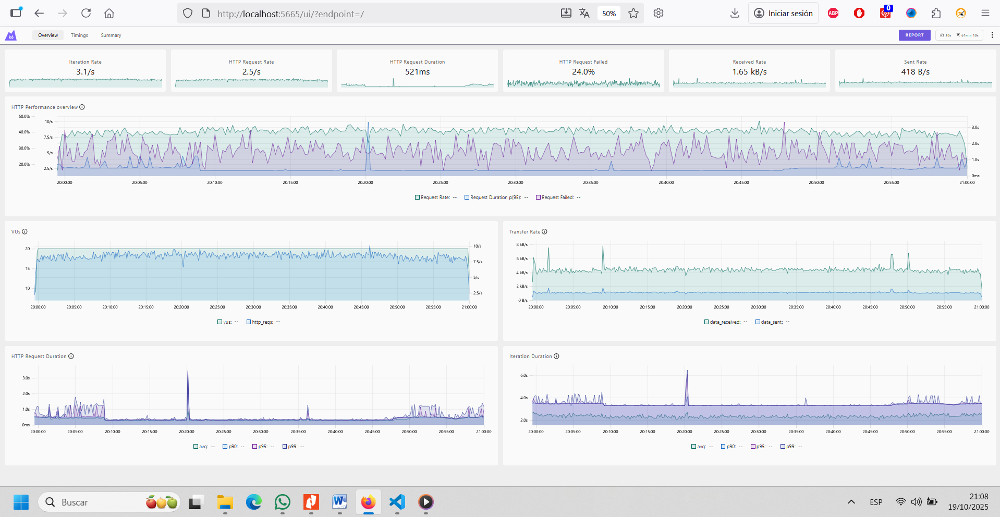 http://localhost:5665/ui/?endpoint=/
50%
Iniciar sesión
ABP
0
k6
Overview Timings Summary
REPORT
10s 61min 10s
Iteration Rate
3.1/s
HTTP Request Rate
2.5/s
HTTP Request Duration
521ms
HTTP Request Failed
24.0%
Received Rate
1.65 kB/s
Sent Rate
418 B/s
HTTP Performance overview
50.0%
40.0%
30.0%
20.0%
10/s
7.5/s
5/s
2.5/s
3.0s
2.0s
1.0s
0ms
20:00:00 20:05:00 20:10:00 20:15:00 20:20:00 20:25:00 20:30:00 20:35:00 20:40:00 20:45:00 20:50:00 20:55:00 21:00:00
Request Rate: -- Request Duration p(95): -- Request Failed: --
VUs
20
15
10
10/s
7.5/s
5/s
2.5/s
20:00:00 20:05:00 20:10:00 20:15:00 20:20:00 20:25:00 20:30:00 20:35:00 20:40:00 20:45:00 20:50:00 20:55:00 21:00:00
vus: -- http_reqs: --
Transfer Rate
8 kB/s
6 kB/s
4 kB/s
2 kB/s
0 B/s
20:00:00 20:05:00 20:10:00 20:15:00 20:20:00 20:25:00 20:30:00 20:35:00 20:40:00 20:45:00 20:50:00 20:55:00 21:00:00
data_received: -- data_sent: --
HTTP Request Duration
3.0s
2.0s
1.0s
0ms
20:00:00 20:05:00 20:10:00 20:15:00 20:20:00 20:25:00 20:30:00 20:35:00 20:40:00 20:45:00 20:50:00 20:55:00 21:00:00
avg: -- p90: -- p95: -- p99: --
Iteration Duration
6.0s
4.0s
2.0s
20:00:00 20:05:00 20:10:00 20:15:00 20:20:00 20:25:00 20:30:00 20:35:00 20:40:00 20:45:00 20:50:00 20:55:00 21:00:00
avg: -- p90: -- p95: -- p99: --
Buscar
W
ESP
21:08
19/10/2025